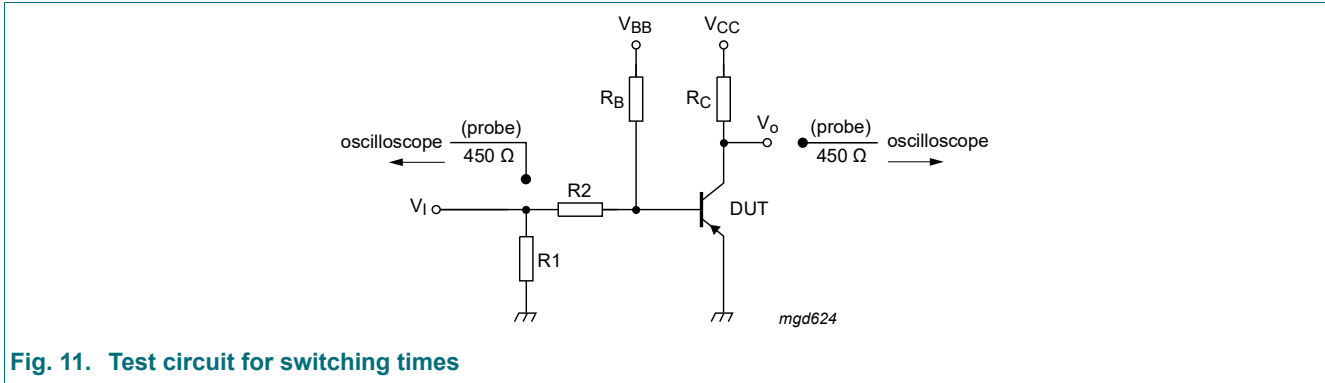 VBB
VCC
RB
RC
Vo
oscilloscope
(probe)
450 Ω
(probe)
450 Ω
oscilloscope
VI
R2
DUT
R1
mgd624
Fig. 11. Test circuit for switching times